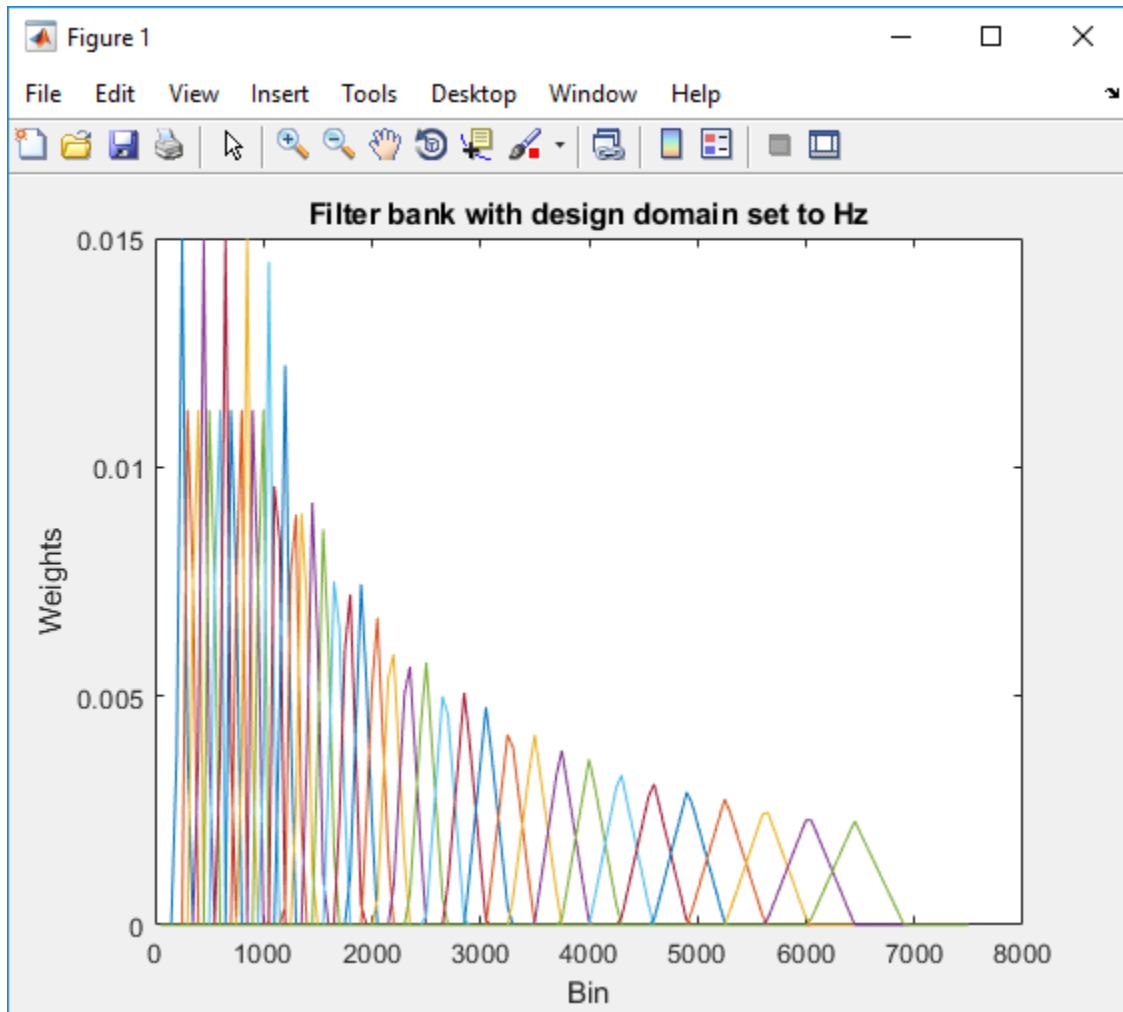 Figure 1
File Edit View Insert Tools Desktop Window Help
Filter bank with design domain set to Hz
0.015
0.01
0.005
0
Weights
0 1000 2000 3000 4000 5000 6000 7000 8000
Bin